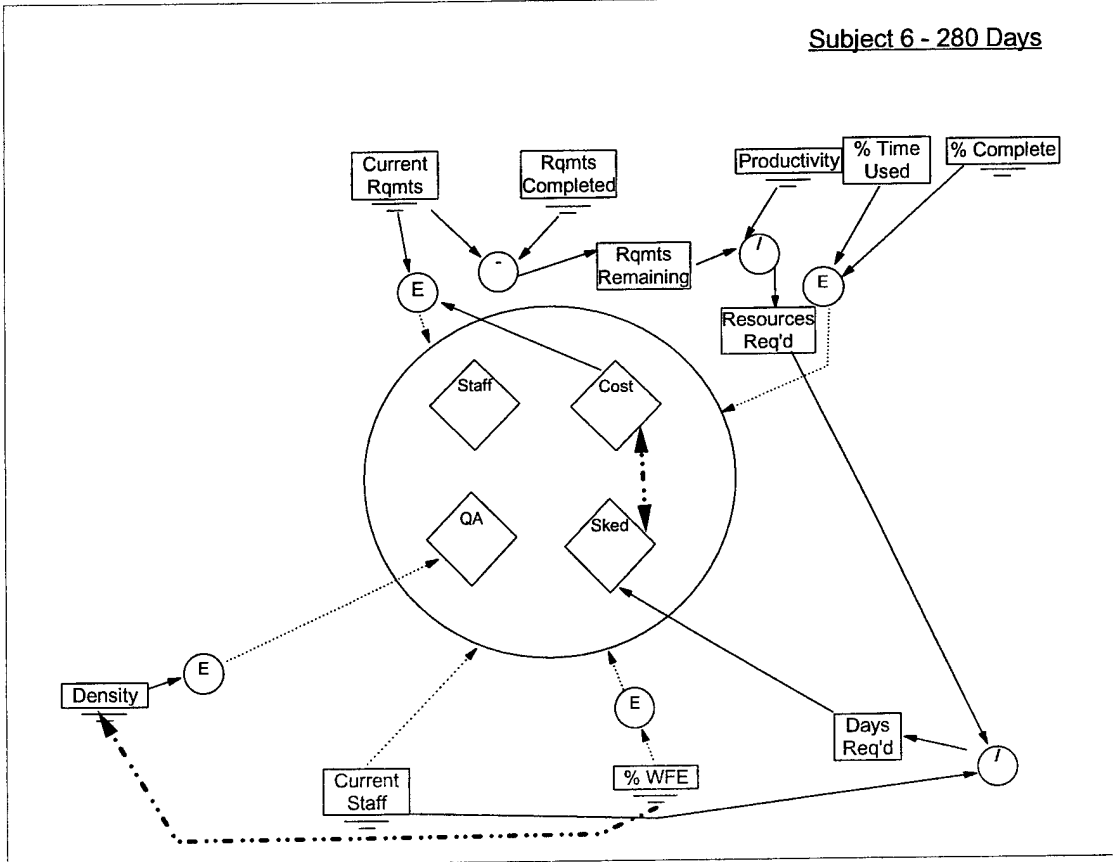 Subject 6 - 280 Days
Current
Rqmts
Rqmts
Completed
Productivity
% Time
Used
% Complete
-
Rqmts
Remaining
/
E
E
Resources
Req'd
Staff
Cost
QA
Sked
E
Density
E
Days
Req'd
/
Current
Staff
% WFE